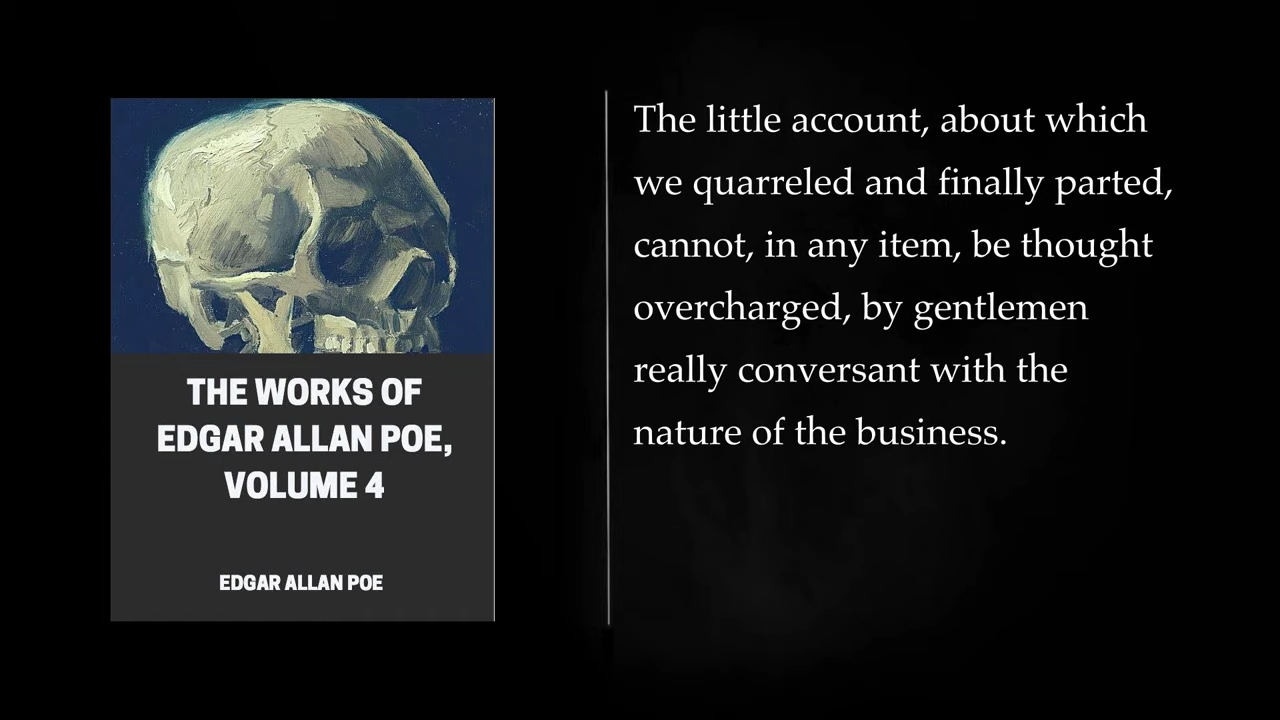 THE WORKS OF
EDGAR ALLAN POE,
VOLUME 4
EDGAR ALLAN POE
The little account, about which
we quarreled and finally parted,
cannot, in any item, be thought
overcharged, by gentlemen
really conversant with the
nature of the business.